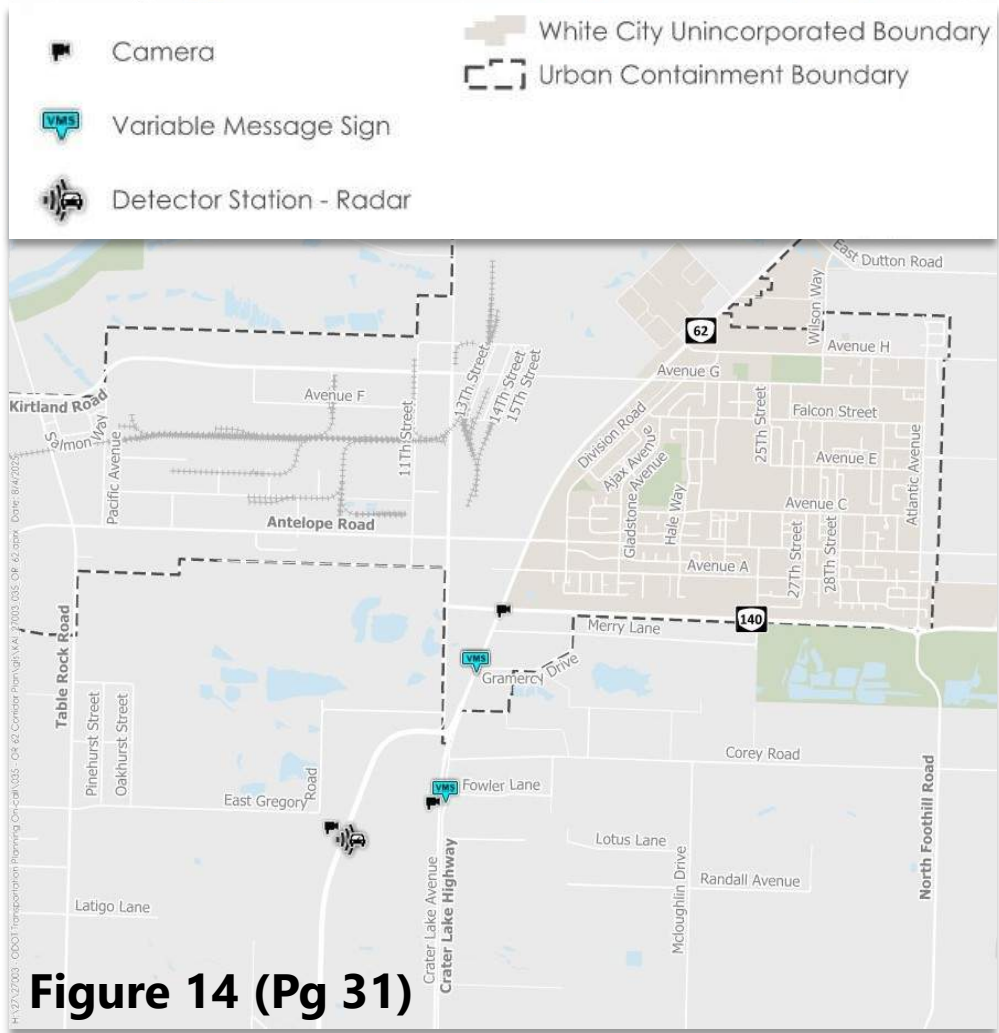 Camera
White City Unincorporated Boundary
Urban Containment Boundary
VMS
Variable Message Sign
Detector Station - Radar
East Dutton Road
Wilson Way
62
Avenue H
Avenue G
13Th Street
14Th Street
15Th Street
Avenue F
Kirtland Road
Salmon Way
Pacific Avenue
11Th Street
Division Road
25Th Street
Falcon Street
Ajax Avenue
Gladstone Avenue
Avenue E
Atlantic Avenue
Hale Way
Avenue C
Antelope Road
27Th Street
28Th Street
Avenue A
140
Merry Lane
VMS
Gramercy Drive
Table Rock Road
Pinehurst Street
Oakhurst Street
Corey Road
VMS
Fowler Lane
East Gregory Road
North Foothill Road
Lotus Lane
Mcloughlin Drive
Randall Avenue
Crater Lake Avenue
Crater Lake Highway
Latigo Lane
Figure 14 (Pg 31)